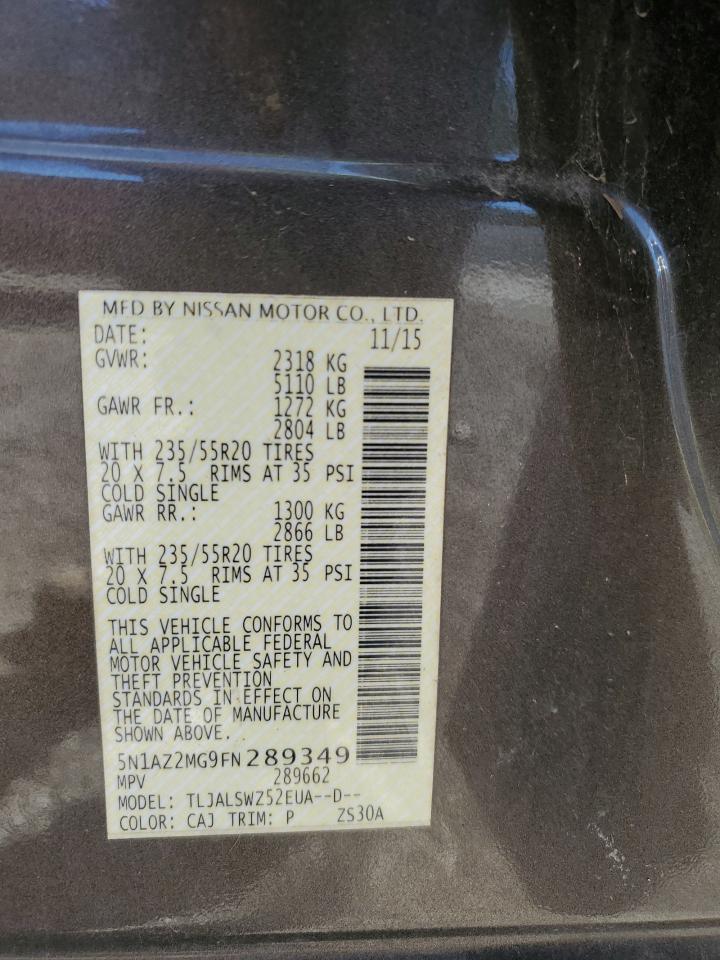 MFD BY NISSAN MOTOR CO., LTD.
DATE: 11/15
GVWR: 2318 KG
5110 LB
GAWR FR.: 1272 KG
2804 LB
WITH 235/55R20 TIRES
20 X 7.5 RIMS AT 35 PSI
COLD SINGLE
GAWR RR.: 1300 KG
2866 LB
WITH 235/55R20 TIRES
20 X 7.5 RIMS AT 35 PSI
COLD SINGLE
THIS VEHICLE CONFORMS TO
ALL APPLICABLE FEDERAL
MOTOR VEHICLE SAFETY AND
THEFT PREVENTION
STANDARDS IN EFFECT ON
THE DATE OF MANUFACTURE
SHOWN ABOVE.
5N1AZ2MG9FN289349
MPV 289662
MODEL: TLJALSWZ52EUA--D--
COLOR: CAJ TRIM: P ZS30A